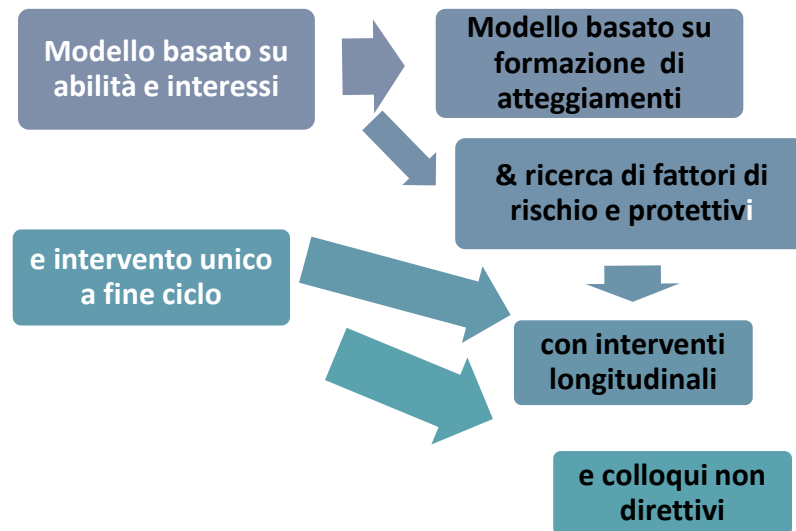 Modello basato su
abilità e interessi
Modello basato su
formazione di
atteggiamenti
& ricerca di fattori di
rischio e protettivi
e intervento unico
a fine ciclo
con interventi
longitudinali
e colloqui non
direttivi